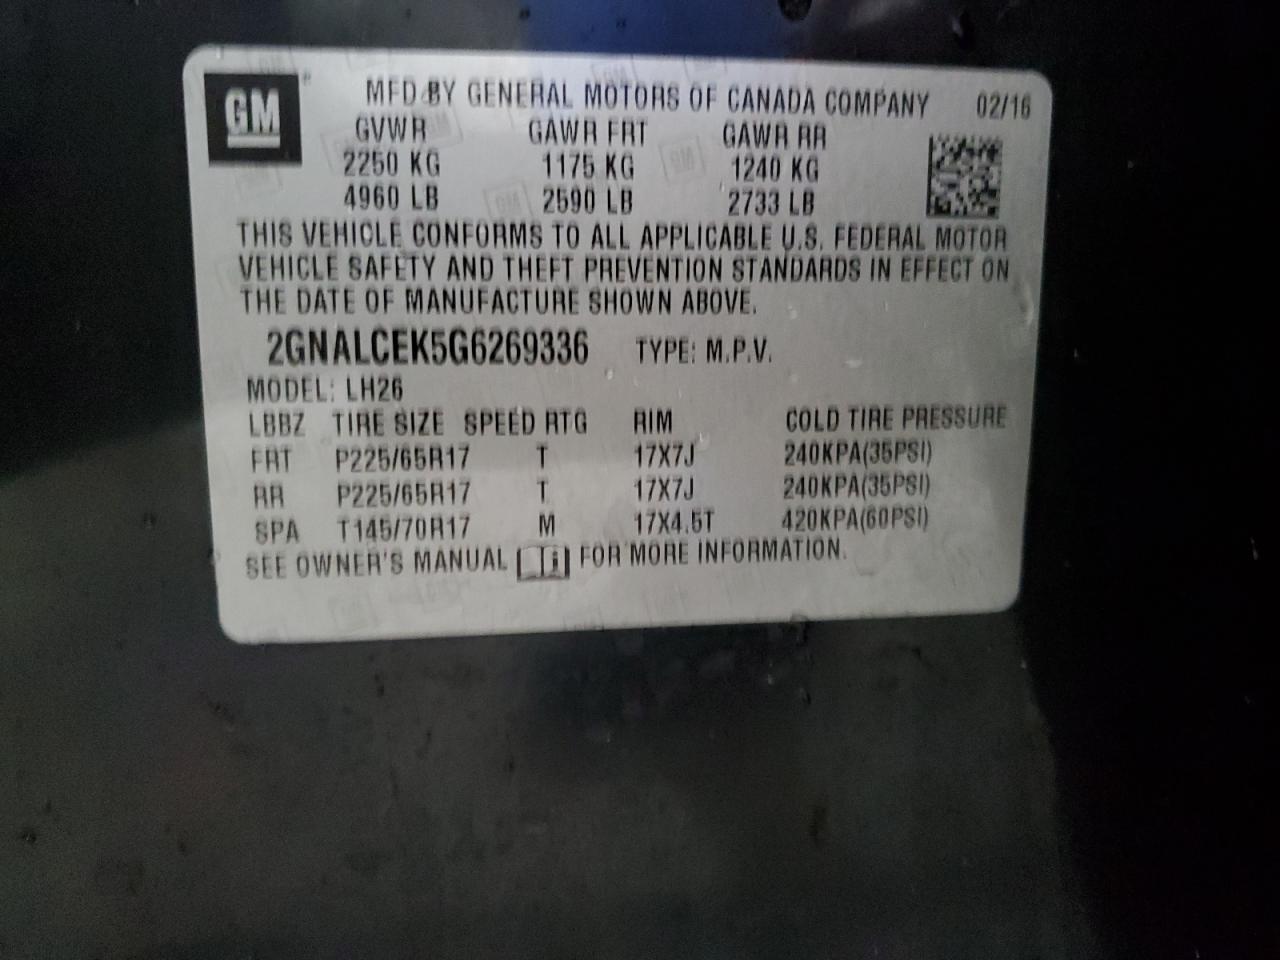 GM
MFD BY GENERAL MOTORS OF CANADA COMPANY 02/16
GVWR GAWR FRT GAWR RR
2250 KG 1175 KG 1240 KG
4960 LB 2590 LB 2733 LB
THIS VEHICLE CONFORMS TO ALL APPLICABLE U.S. FEDERAL MOTOR
VEHICLE SAFETY AND THEFT PREVENTION STANDARDS IN EFFECT ON
THE DATE OF MANUFACTURE SHOWN ABOVE.
2GNALCEK5G6269336 TYPE: M.P.V.
MODEL: LH26
LBBZ TIRE SIZE SPEED RTG RIM COLD TIRE PRESSURE
FRT P225/65R17 T 17X7J 240KPA(35PSI)
RR P225/65R17 T 17X7J 240KPA(35PSI)
SPA T145/70R17 M 17X4.5T 420KPA(60PSI)
SEE OWNER'S MANUAL i FOR MORE INFORMATION.